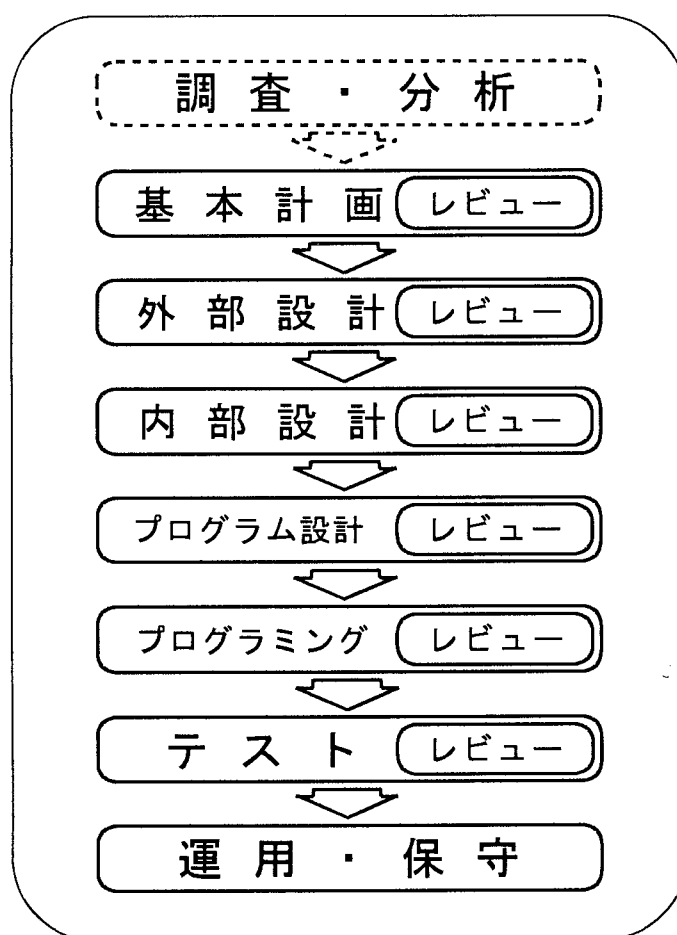 調査・分析
基本計画 レビュー
外部設計 レビュー
内部設計 レビュー
プログラム設計 レビュー
プログラミング レビュー
テスト レビュー
運用・保守